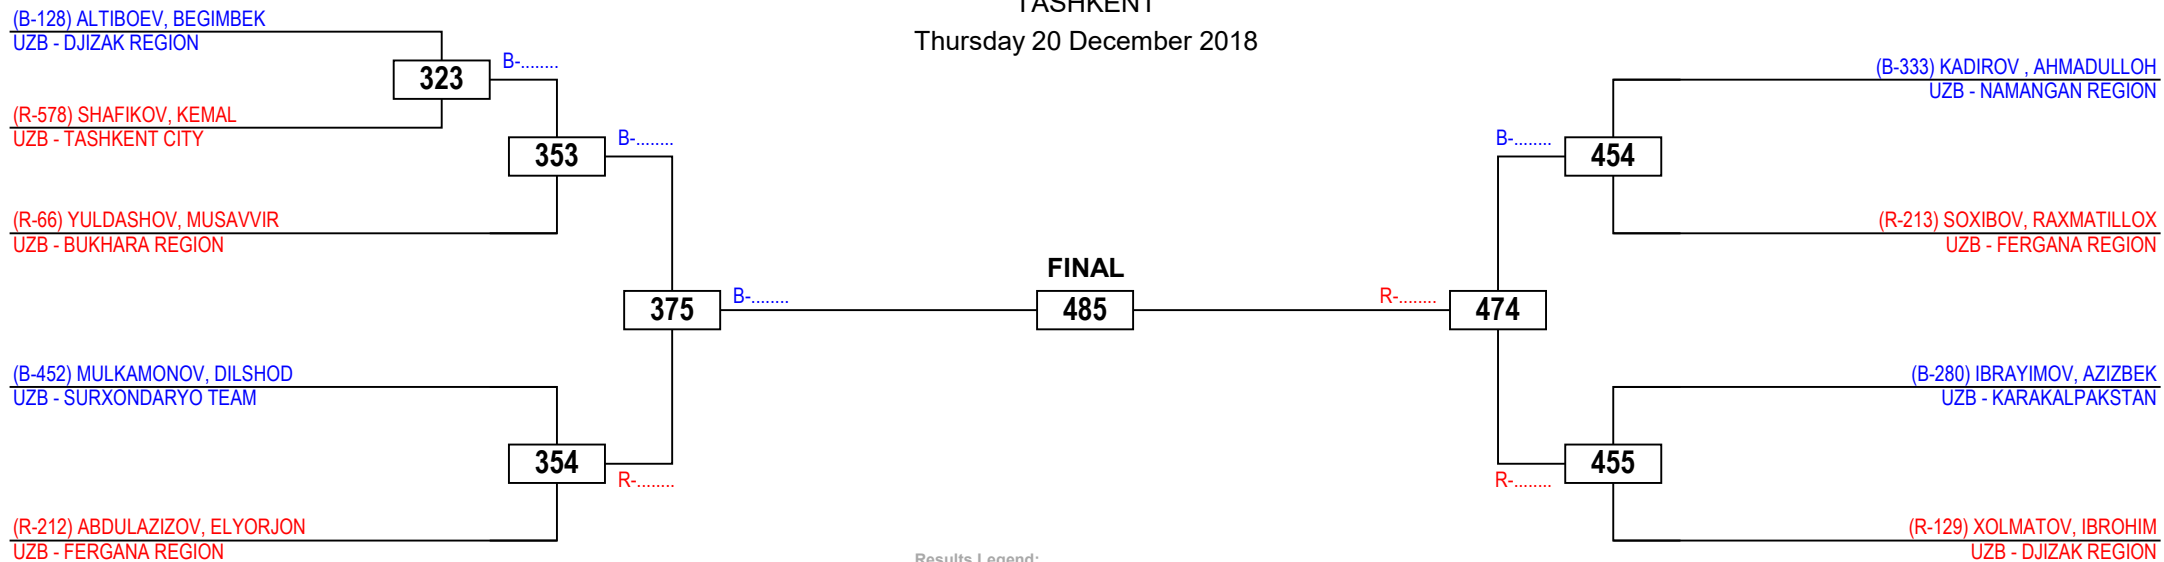 TASHKENT
Thursday 20 December 2018
(B-128) ALTIBOEV, BEGIMBEK
UZB - DJIZAK REGION
323
B-........
(R-578) SHAFIKOV, KEMAL
UZB - TASHKENT CITY
353
B-........
(R-66) YULDASHOV, MUSAVVIR
UZB - BUKHARA REGION
375
B-........
(B-452) MULKAMONOV, DILSHOD
UZB - SURXONDARYO TEAM
354
R-........
(R-212) ABDULAZIZOV, ELYORJON
UZB - FERGANA REGION
FINAL
485
(B-333) KADIROV , AHMADULLOH
UZB - NAMANGAN REGION
B-........
454
(R-213) SOXIBOV, RAXMATILLOX
UZB - FERGANA REGION
R-........
474
(B-280) IBRAYIMOV, AZIZBEK
UZB - KARAKALPAKSTAN
R-........
455
(R-129) XOLMATOV, IBROHIM
UZB - DJIZAK REGION
Results Legend: